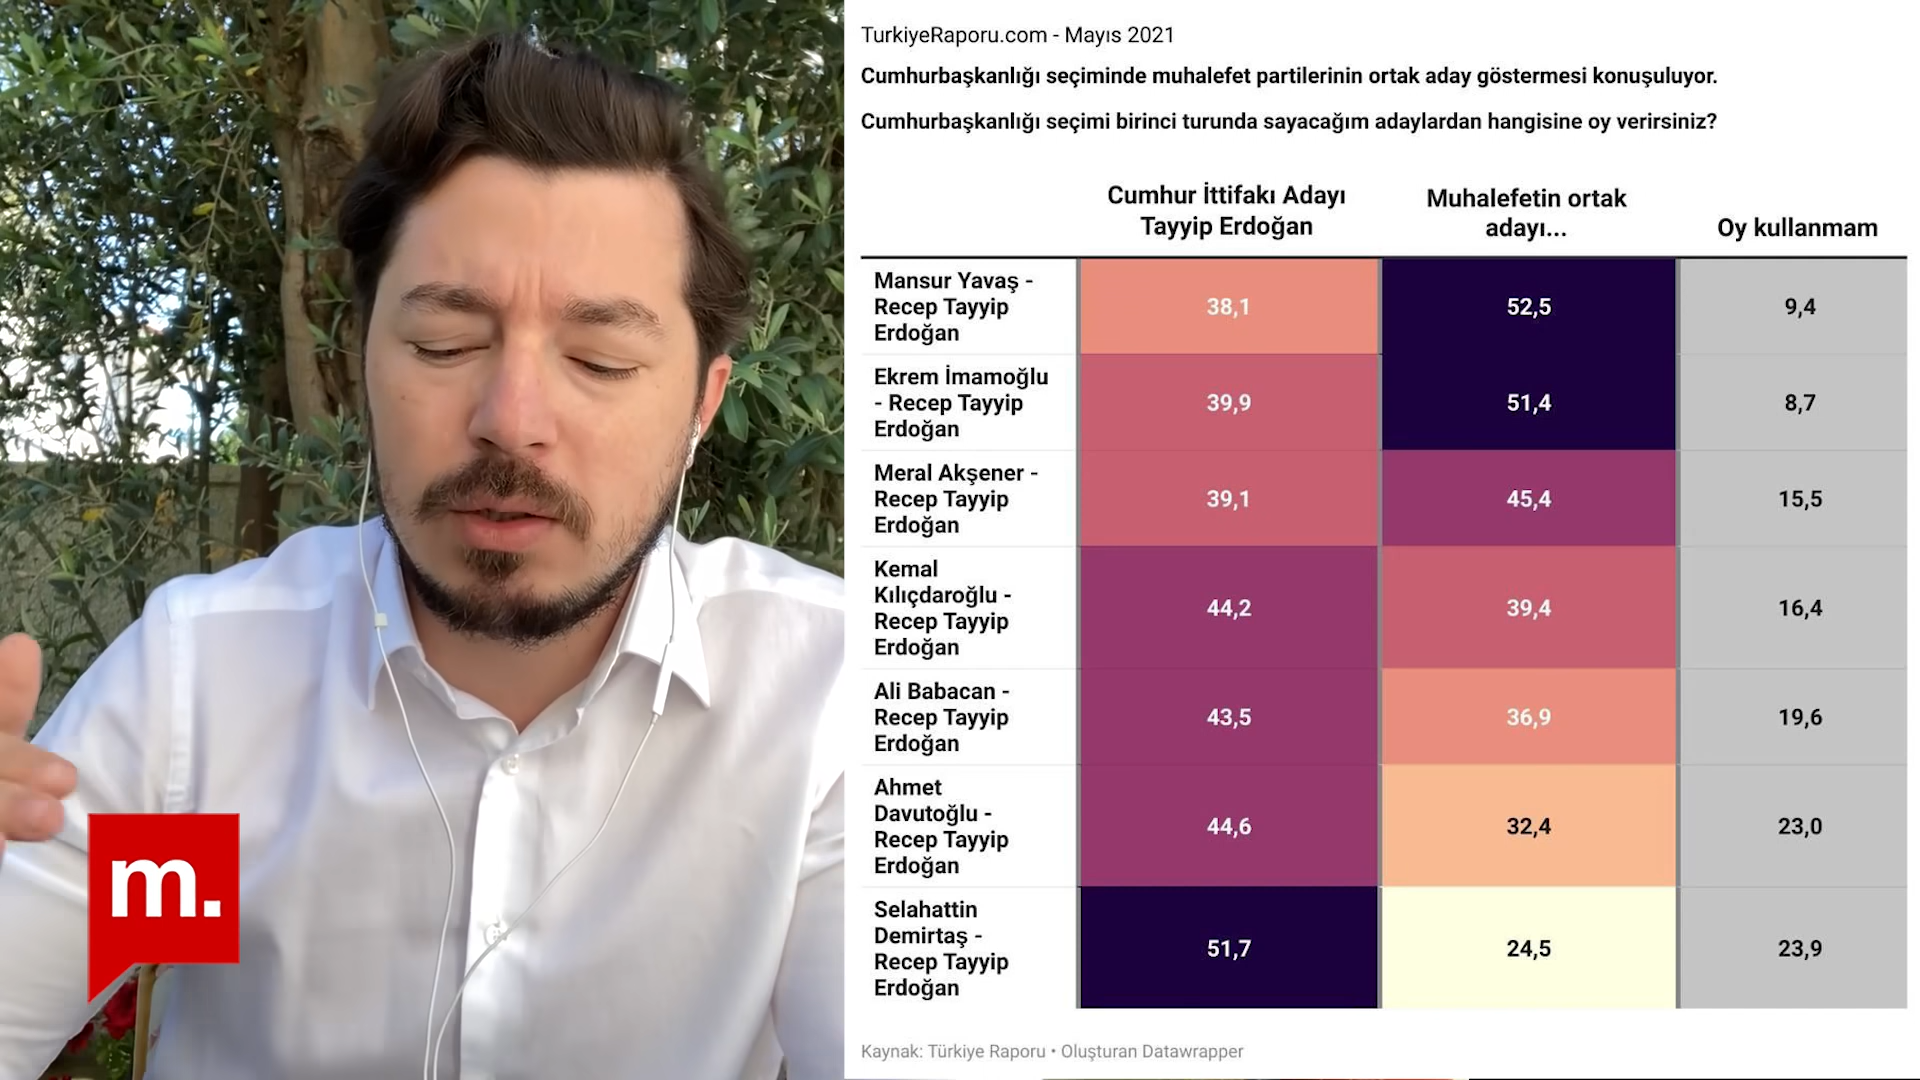 TurkiyeRaporu.com - Mayıs 2021
Cumhurbaşkanlığı seçiminde muhalefet partilerinin ortak aday göstermesi konuşuluyor.
Cumhurbaşkanlığı seçimi birinci turunda sayacağım adaylardan hangisine oy verirsiniz?
Cumhur İttifakı Adayı
Tayyip Erdoğan
Muhalefetin ortak
adayı...
Oy kullanmam
Mansur Yavaş -
Recep Tayyip
Erdoğan
38,1
52,5
9,4
Ekrem İmamoğlu
- Recep Tayyip
Erdoğan
39,9
51,4
8,7
Meral Akşener -
Recep Tayyip
Erdoğan
39,1
45,4
15,5
Kemal
Kılıçdaroğlu -
Recep Tayyip
Erdoğan
44,2
39,4
16,4
Ali Babacan -
Recep Tayyip
Erdoğan
43,5
36,9
19,6
Ahmet
Davutoğlu -
Recep Tayyip
Erdoğan
44,6
32,4
23,0
Selahattin
Demirtaş -
Recep Tayyip
Erdoğan
51,7
24,5
23,9
Kaynak: Türkiye Raporu • Oluşturan Datawrapper
m.